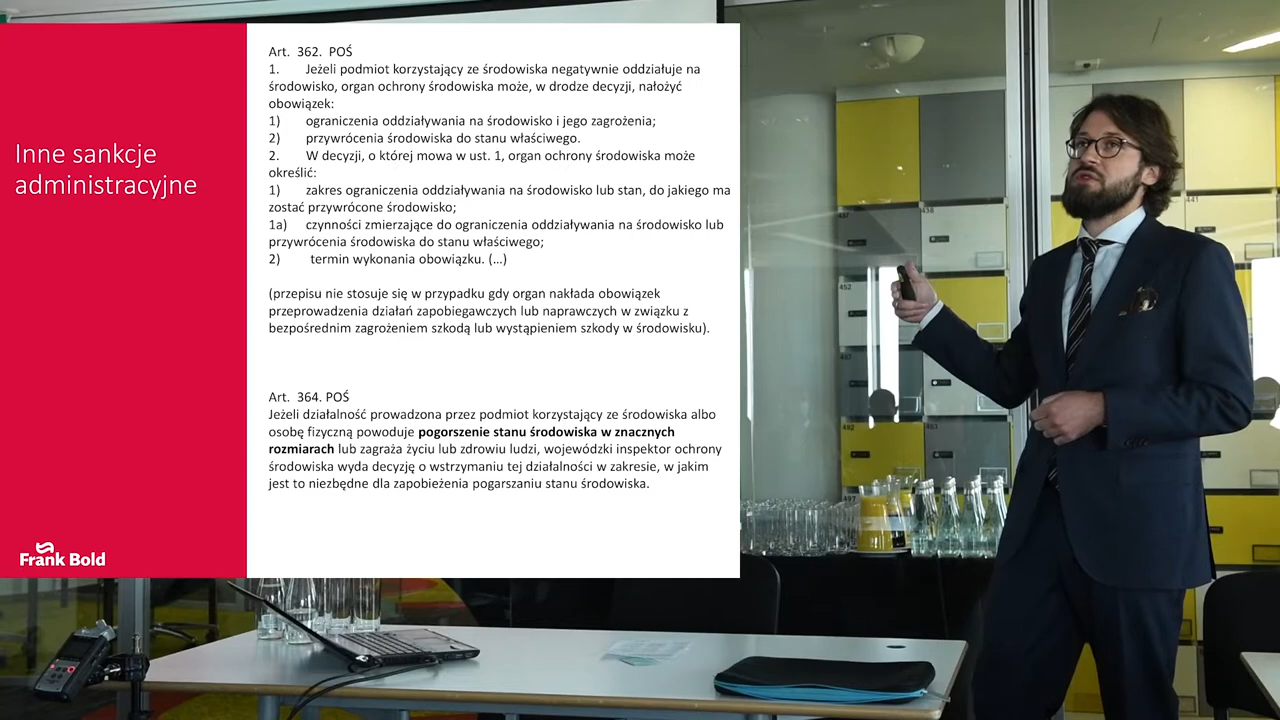 Inne sankcje
administracyjne
Frank Bold
Art. 362. POŚ
1. Jeżeli podmiot korzystający ze środowiska negatywnie oddziałuje na
środowisko, organ ochrony środowiska może, w drodze decyzji, nałożyć
obowiązek:
1) ograniczenia oddziaływania na środowisko i jego zagrożenia;
2) przywrócenia środowiska do stanu właściwego.
2. W decyzji, o której mowa w ust. 1, organ ochrony środowiska może
określić:
1) zakres ograniczenia oddziaływania na środowisko lub stan, do jakiego ma
zostać przywrócone środowisko;
1a) czynności zmierzające do ograniczenia oddziaływania na środowisko lub
przywrócenia środowiska do stanu właściwego;
2) termin wykonania obowiązku. (...)
(przepisu nie stosuje się w przypadku gdy organ nakłada obowiązek
przeprowadzenia działań zapobiegawczych lub naprawczych w związku z
bezpośrednim zagrożeniem szkodą lub wystąpieniem szkody w środowisku).
Art. 364. POŚ
Jeżeli działalność prowadzona przez podmiot korzystający ze środowiska albo
osobę fizyczną powoduje pogorszenie stanu środowiska w znacznych
rozmiarach lub zagraża życiu lub zdrowiu ludzi, wojewódzki inspektor ochrony
środowiska wyda decyzję o wstrzymaniu tej działalności w zakresie, w jakim
jest to niezbędne dla zapobieżenia pogarszaniu stanu środowiska.
438
441
452
492
493
497